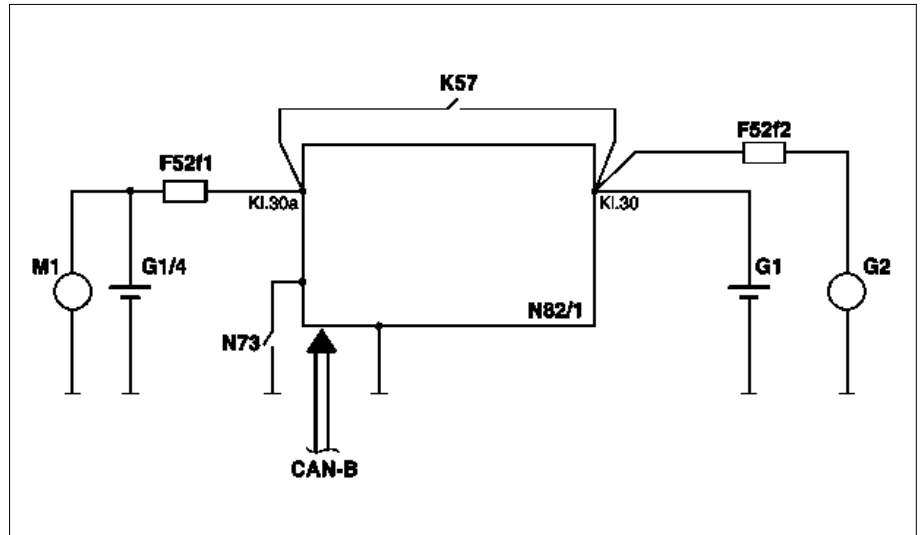 K57
F52f2
F52f1
Kl.30a
Kl.30
M1
G1/4
G1
G2
N82/1
N73
CAN-B